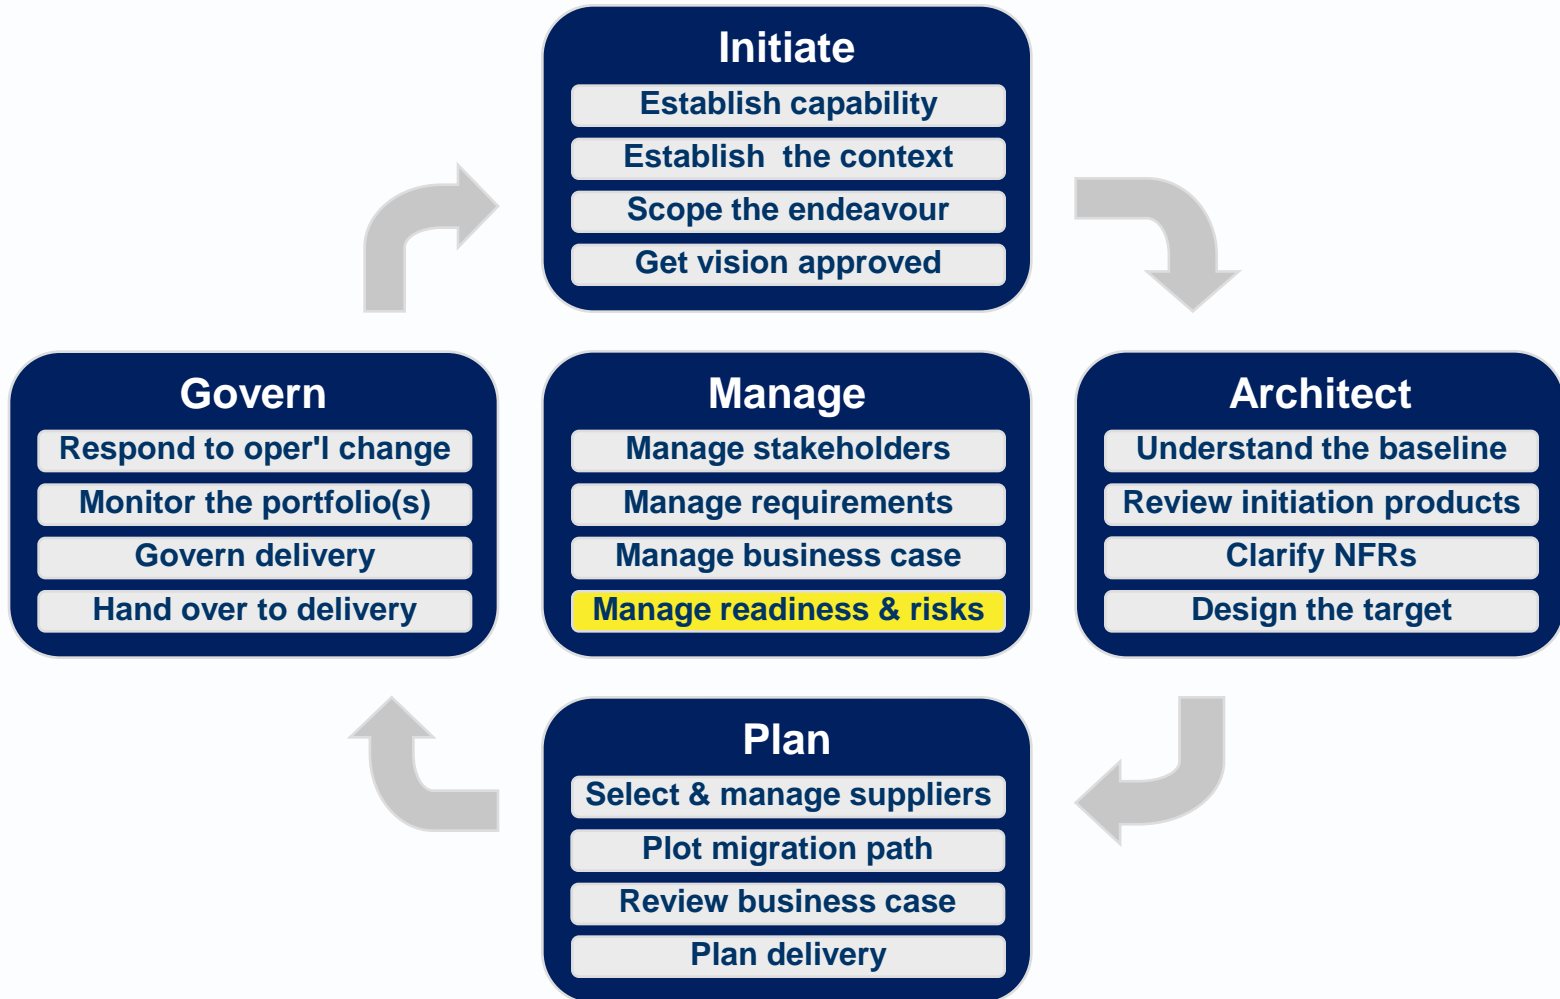 Initiate
Establish capability
Establish  the context
Scope the endeavour
Get vision approved
Govern
Respond to oper'l change
Monitor the portfolio(s)
Govern delivery
Hand over to delivery
Manage
Manage stakeholders
Manage requirements
Manage business case
Manage readiness & risks
Architect
Understand the baseline
Review initiation products
Clarify NFRs
Design the target
Plan
Select & manage suppliers
Plot migration path
Review business case
Plan delivery